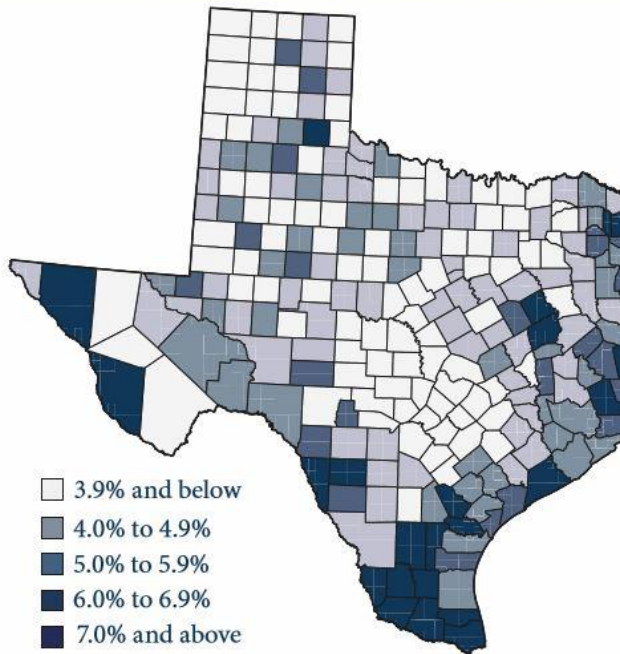 3.9% and below
4.0% to 4.9%
5.0% to 5.9%
6.0% to 6.9%
7.0% and above